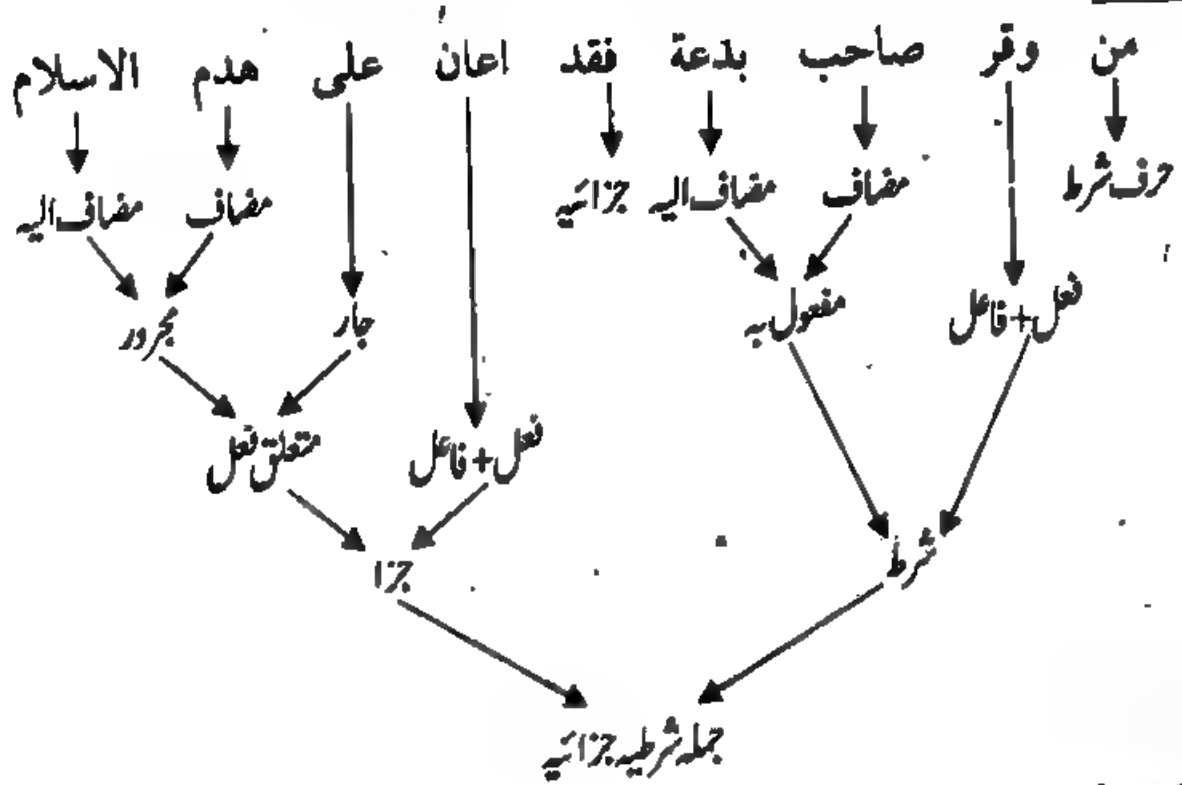 من وقر صاحب بدعة فقد اعان على هدم الاسلام
حرف شرط مضاف مضاف الیہ جزائیہ مضاف مضاف الیہ
فعل+فاعل مفعول بہ جار مجرور
فعل+فاعل متعلق فعل
شرط جزا
جملہ شرطیہ جزائیہ